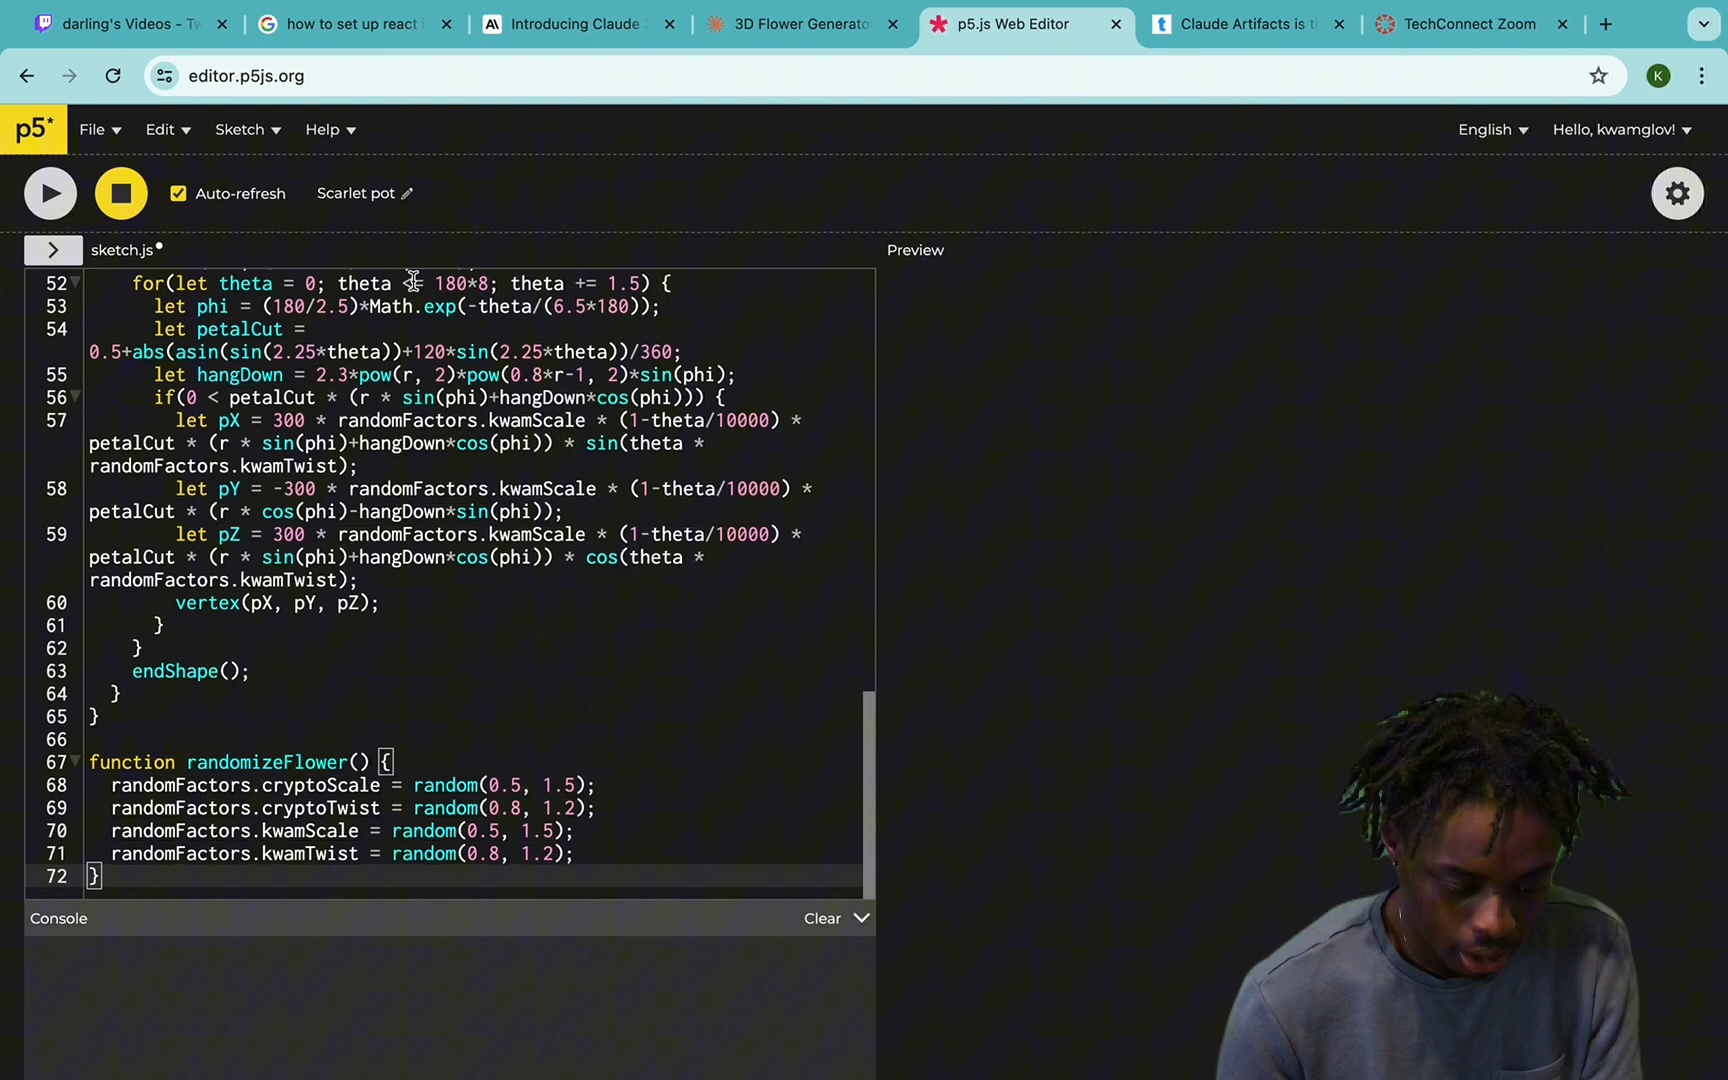 darling's Videos - Tw
how to set up react i
Introducing Claude 3
3D Flower Generato
p5.js Web Editor
Claude Artifacts is th
TechConnect Zoom
editor.p5js.org
K
p5*
File
Edit
Sketch
Help
English
Hello, kwamglov!
Auto-refresh
Scarlet pot
sketch.js
Preview
52 for(let theta = 0; theta <= 180*8; theta += 1.5) {
53 let phi = (180/2.5)*Math.exp(-theta/(6.5*180));
54 let petalCut =
0.5+abs(asin(sin(2.25*theta))+120*sin(2.25*theta))/360;
55 let hangDown = 2.3*pow(r, 2)*pow(0.8*r-1, 2)*sin(phi);
56 if(0 < petalCut * (r * sin(phi)+hangDown*cos(phi))) {
57 let pX = 300 * randomFactors.kwamScale * (1-theta/10000) *
petalCut * (r * sin(phi)+hangDown*cos(phi)) * sin(theta *
randomFactors.kwamTwist);
58 let pY = -300 * randomFactors.kwamScale * (1-theta/10000) *
petalCut * (r * cos(phi)-hangDown*sin(phi));
59 let pZ = 300 * randomFactors.kwamScale * (1-theta/10000) *
petalCut * (r * sin(phi)+hangDown*cos(phi)) * cos(theta *
randomFactors.kwamTwist);
60 vertex(pX, pY, pZ);
61 }
62 }
63 endShape();
64 }
65 }
66
67 function randomizeFlower() {
68 randomFactors.cryptoScale = random(0.5, 1.5);
69 randomFactors.cryptoTwist = random(0.8, 1.2);
70 randomFactors.kwamScale = random(0.5, 1.5);
71 randomFactors.kwamTwist = random(0.8, 1.2);
72 }
Console
Clear